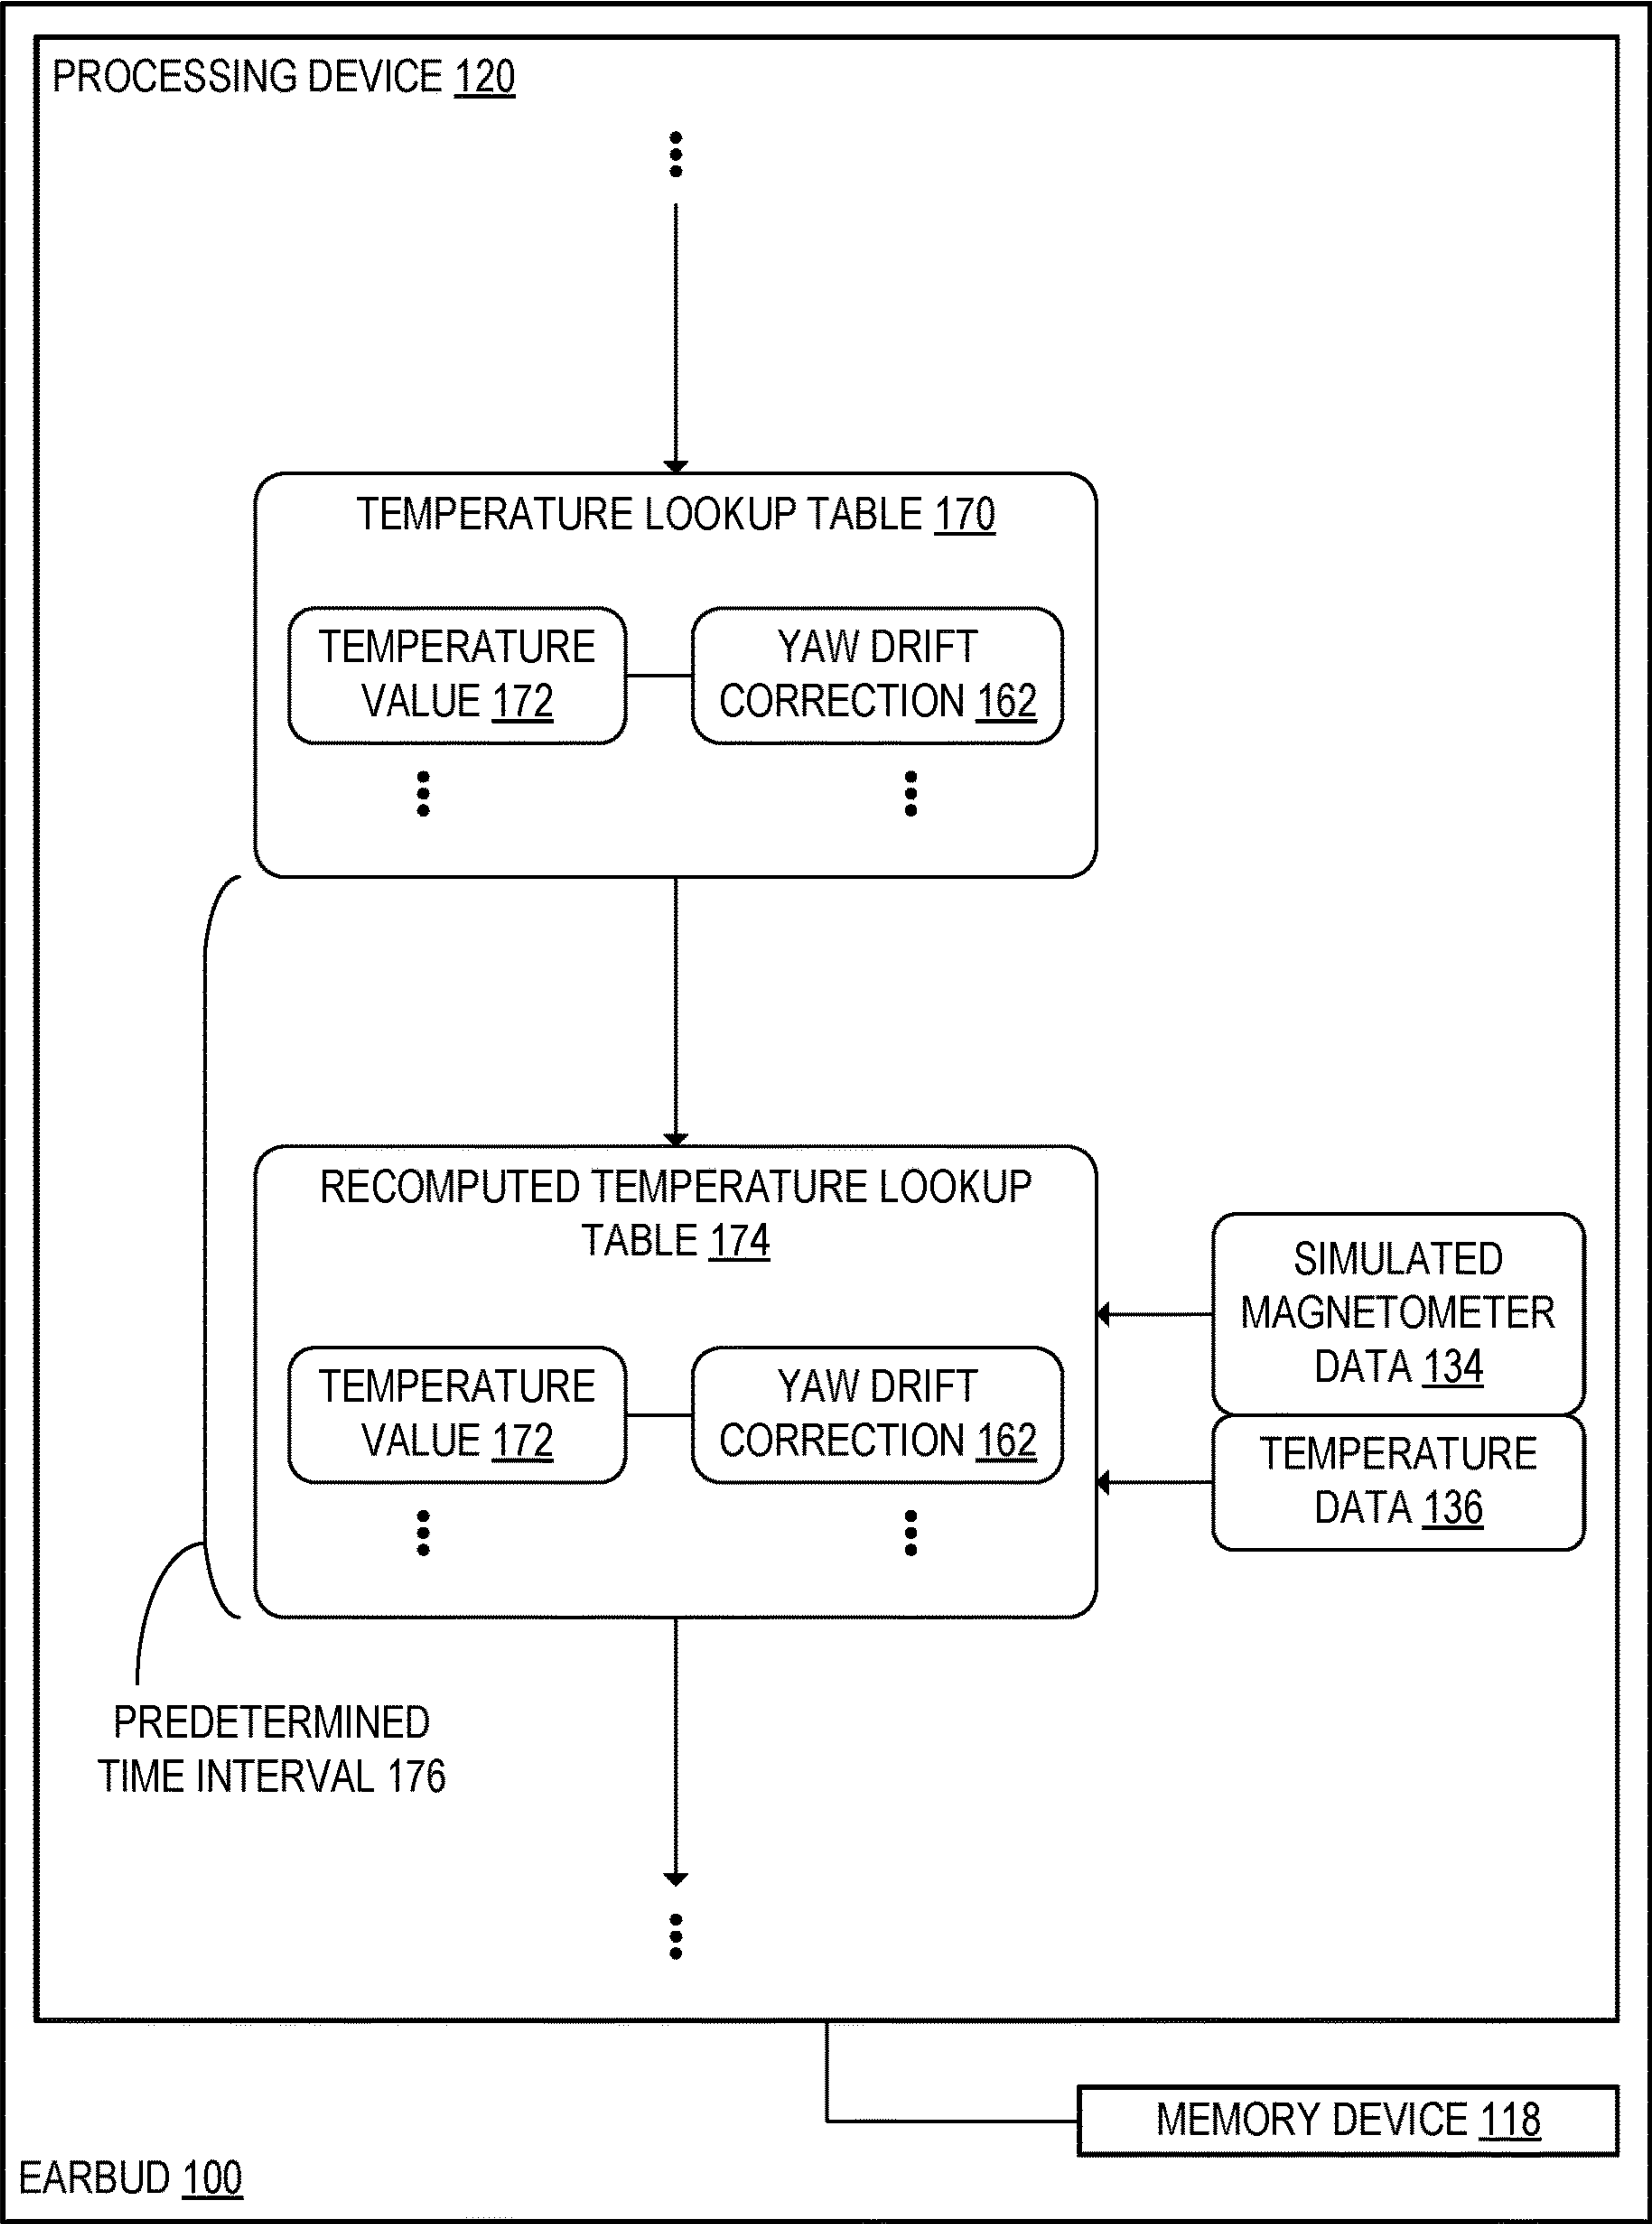 PROCESSING DEVICE 120
TEMPERATURE LOOKUP TABLE 170
TEMPERATURE
VALUE 172
YAW DRIFT
CORRECTION 162
RECOMPUTED TEMPERATURE LOOKUP
TABLE 174
TEMPERATURE
VALUE 172
YAW DRIFT
CORRECTION 162
SIMULATED
MAGNETOMETER
DATA 134
TEMPERATURE
DATA 136
PREDETERMINED
TIME INTERVAL 176
MEMORY DEVICE 118
EARBUD 100